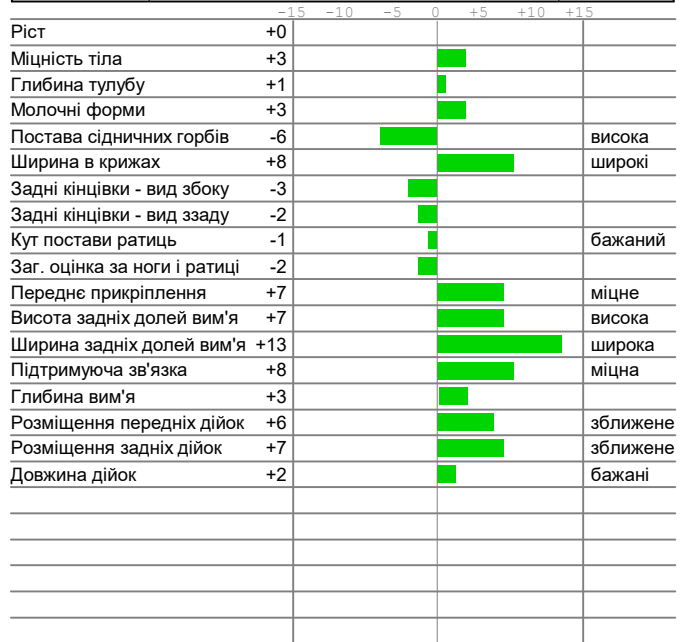 -15 -10 -5 0 +5 +10 +15
Ріст +0
Міцність тіла +3
Глибина тулубу +1
Молочні форми +3
Постава сідничних горбів -6 висока
Ширина в крижах +8 широкі
Задні кінцівки - вид збоку -3
Задні кінцівки - вид ззаду -2
Кут постави ратиць -1 бажаний
Заг. оцінка за ноги і ратиці -2
Переднє прикріплення +7 міцне
Висота задніх долей вим'я +7 висока
Ширина задніх долей вим'я +13 широка
Підтримуюча зв'язка +8 міцна
Глибина вим'я +3
Розміщення передніх дійок +6 зближене
Розміщення задніх дійок +7 зближене
Довжина дійок +2 бажані